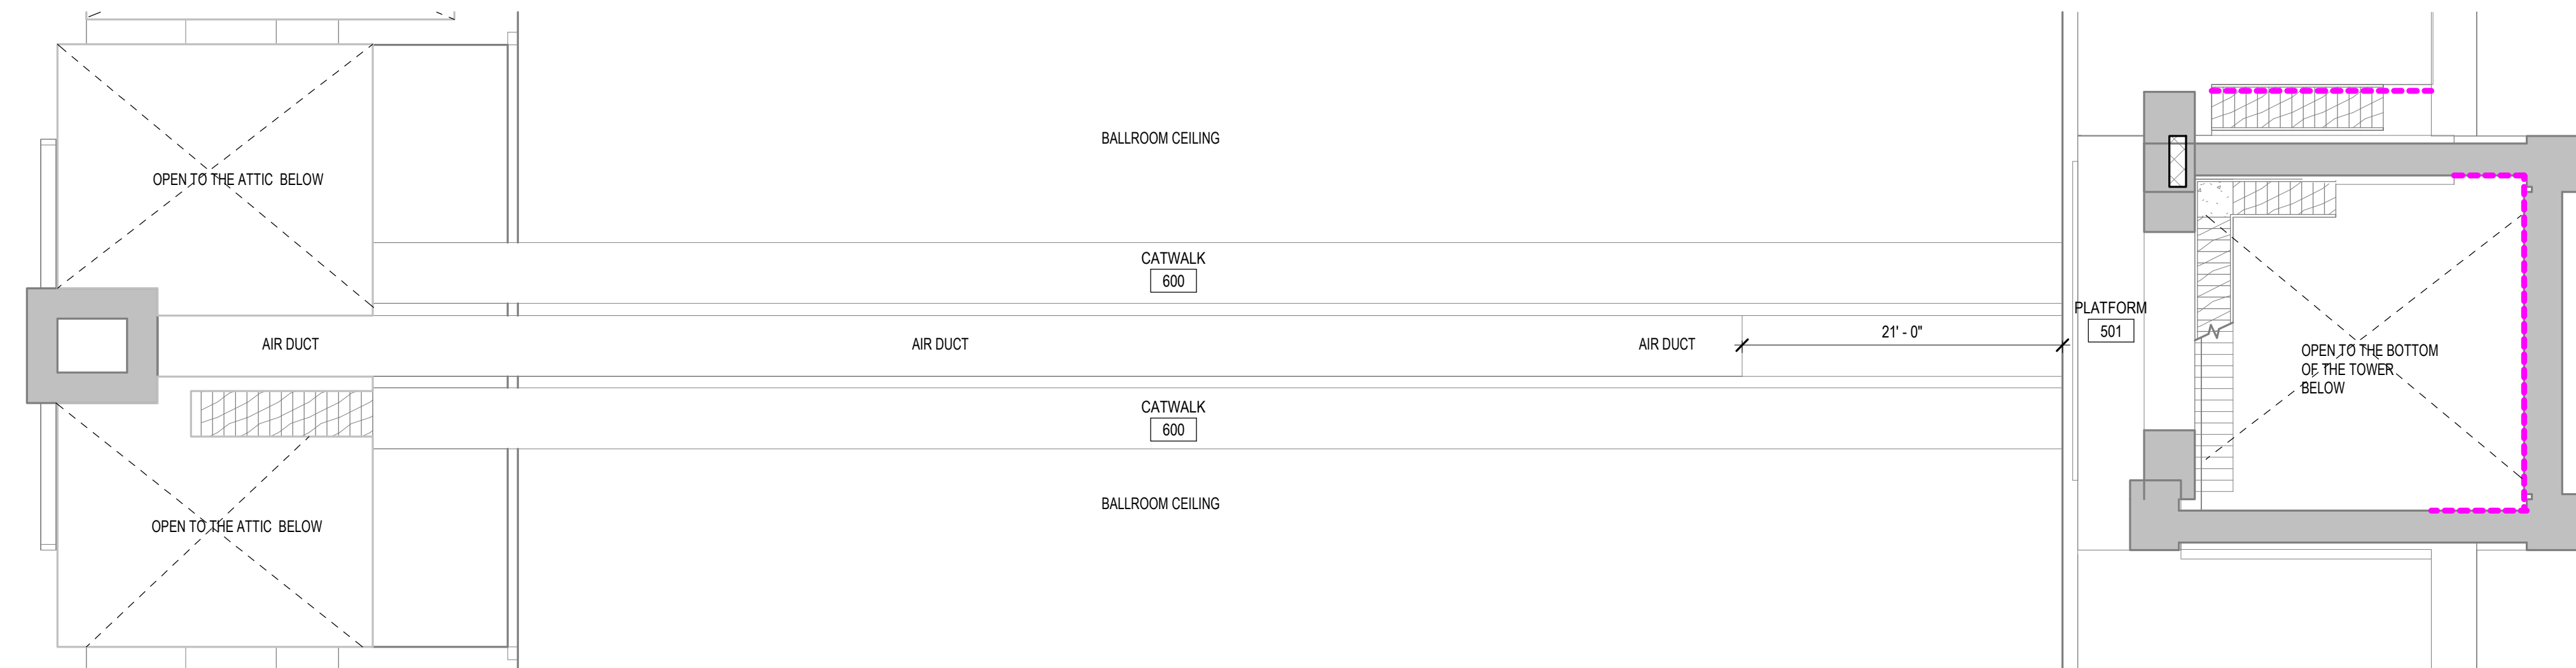 BALLROOM CEILING
OPEN TO THE ATTIC BELOW
CATWALK
600
PLATFORM
501
AIR DUCT
AIR DUCT
AIR DUCT
21' - 0"
OPEN TO THE BOTTOM
OF THE TOWER
BELOW
CATWALK
600
BALLROOM CEILING
OPEN TO THE ATTIC BELOW